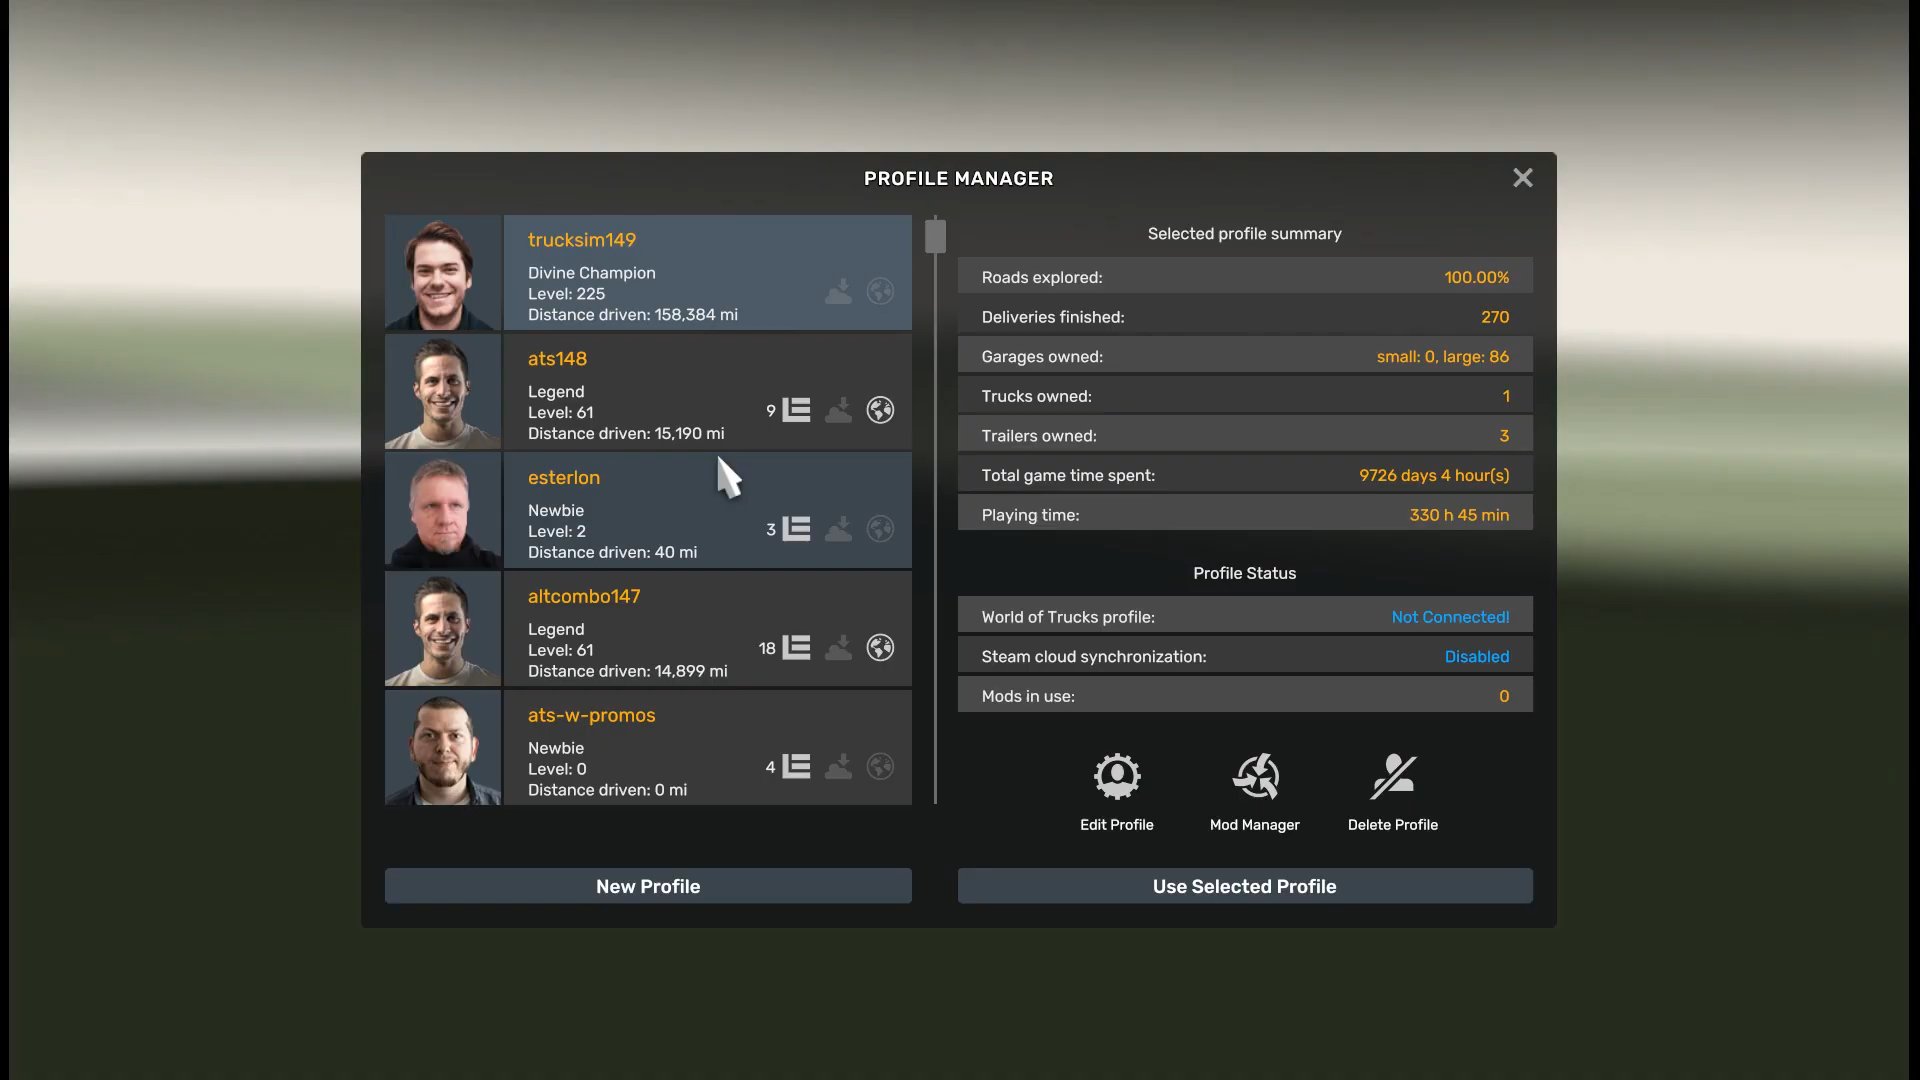 PROFILE MANAGER
trucksim149
Divine Champion
Level: 225
Distance driven: 158,384 mi
ats148
Legend
Level: 61
Distance driven: 15,190 mi
9
esterlon
Newbie
Level: 2
Distance driven: 40 mi
3
altcombo147
Legend
Level: 61
Distance driven: 14,899 mi
18
ats-w-promos
Newbie
Level: 0
Distance driven: 0 mi
4
New Profile
Selected profile summary
Roads explored: 100.00%
Deliveries finished: 270
Garages owned: small: 0, large: 86
Trucks owned: 1
Trailers owned: 3
Total game time spent: 9726 days 4 hour(s)
Playing time: 330 h 45 min
Profile Status
World of Trucks profile: Not Connected!
Steam cloud synchronization: Disabled
Mods in use: 0
Edit Profile
Mod Manager
Delete Profile
Use Selected Profile